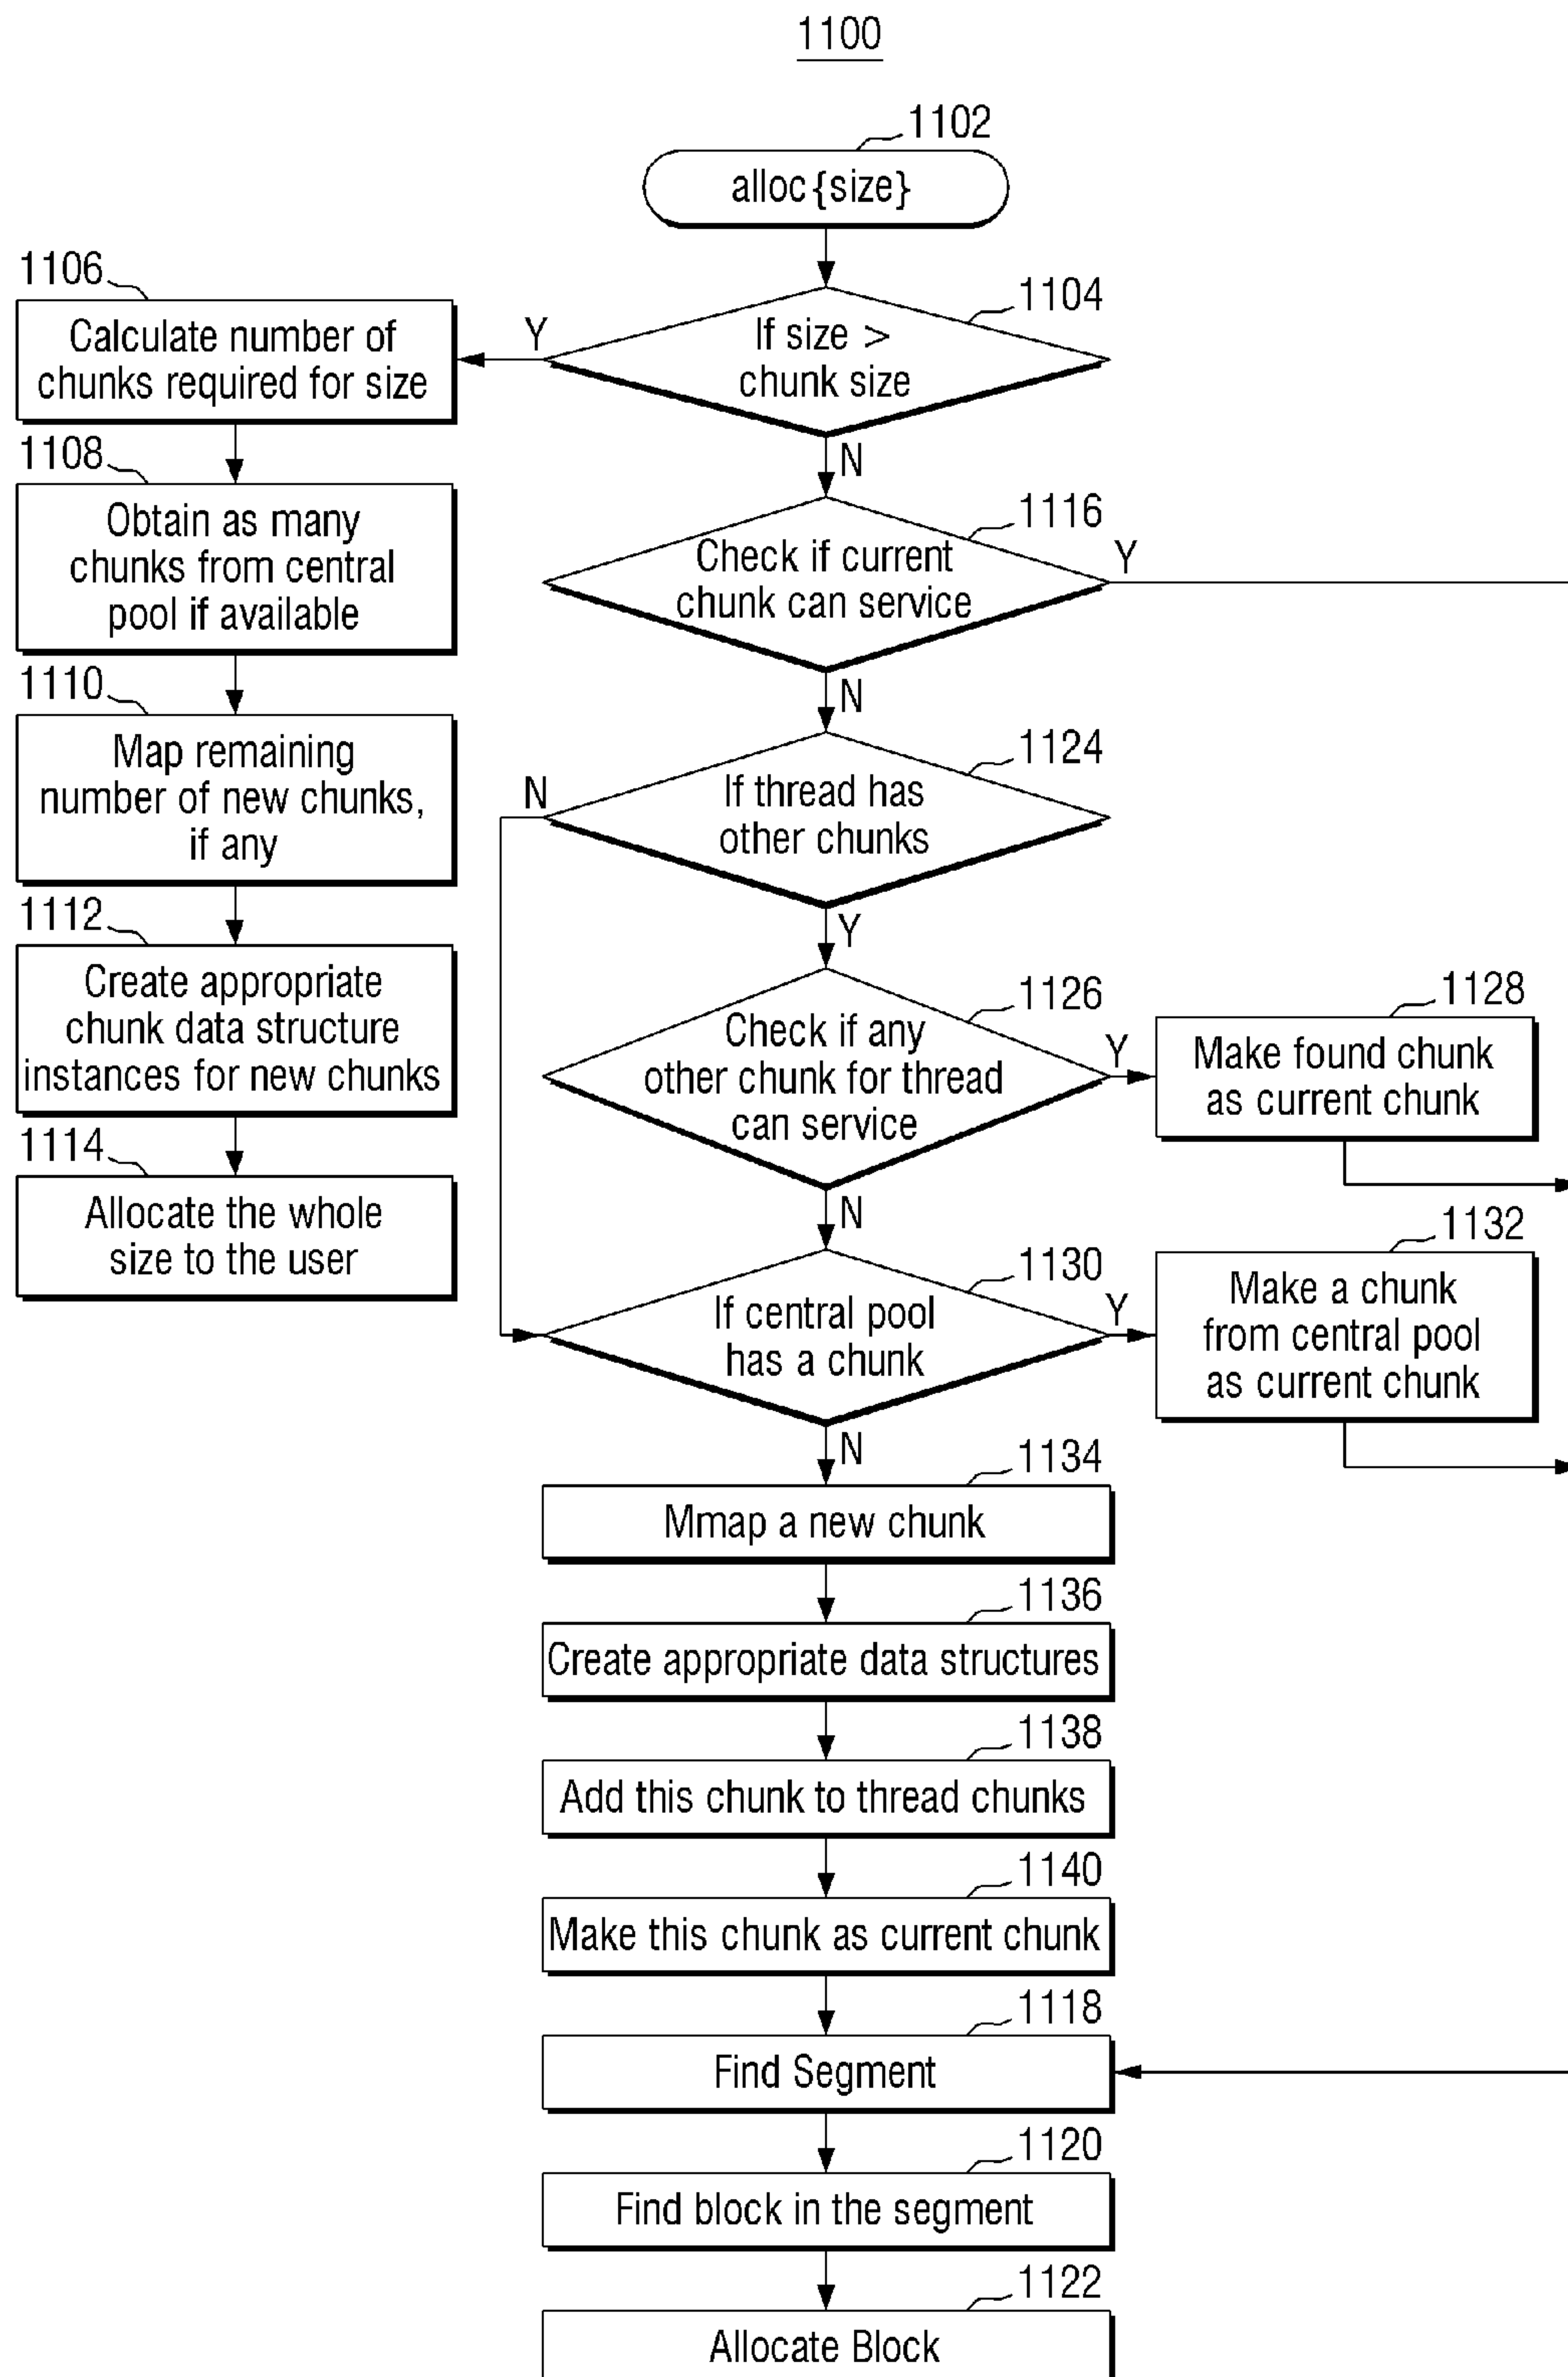 1100
1102
alloc{size}
1104
If size >
chunk size
Y
N
1106
Calculate number of
chunks required for size
1108
Obtain as many
chunks from central
pool if available
1110
Map remaining
number of new chunks,
if any
1112
Create appropriate
chunk data structure
instances for new chunks
1114
Allocate the whole
size to the user
1116
Check if current
chunk can service
Y
N
1124
If thread has
other chunks
N
Y
1126
Check if any
other chunk for thread
can service
Y
N
1128
Make found chunk
as current chunk
1130
If central pool
has a chunk
Y
N
1132
Make a chunk
from central pool
as current chunk
1134
Mmap a new chunk
1136
Create appropriate data structures
1138
Add this chunk to thread chunks
1140
Make this chunk as current chunk
1118
Find Segment
1120
Find block in the segment
1122
Allocate Block